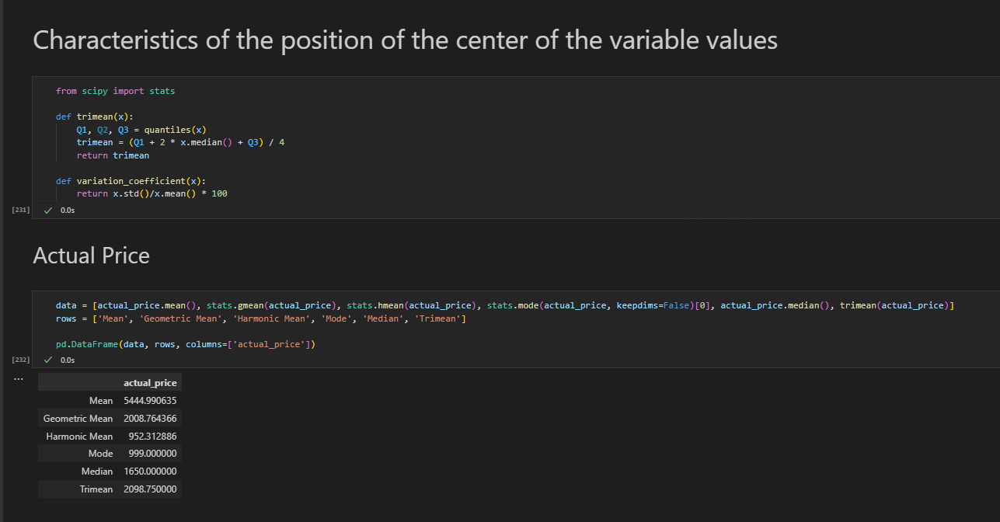 Characteristics of the position of the center of the variable values
from scipy import stats
def trimean(x):
Q1, Q2, Q3 = quantiles(x)
trimean = (Q1 + 2 * x.median() + Q3) / 4
return trimean
def variation_coefficient(x):
return x.std()/x.mean() * 100
[231] ✓ 0.0s
Actual Price
data = [actual_price.mean(), stats.gmean(actual_price), stats.hmean(actual_price), stats.mode(actual_price, keepdims=False)[0], actual_price.median(), trimean(actual_price)]
rows = ['Mean', 'Geometric Mean', 'Harmonic Mean', 'Mode', 'Median', 'Trimean']
pd.DataFrame(data, rows, columns=['actual_price'])
[232] ✓ 0.0s
...
actual_price
Mean 5444.990635
Geometric Mean 2008.764366
Harmonic Mean 952.312886
Mode 999.000000
Median 1650.000000
Trimean 2098.750000